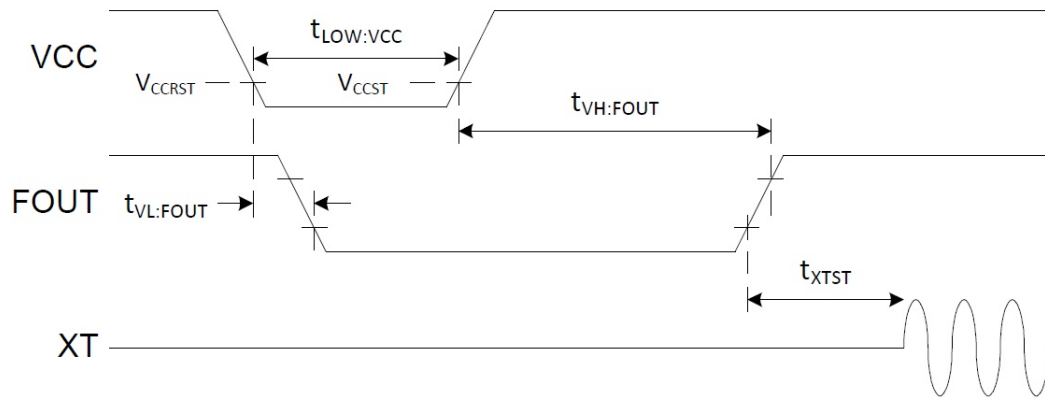 VCC
tLOW:VCC
VCCRST
VCCST
tVH:FOUT
FOUT
tVL:FOUT
tXTST
XT